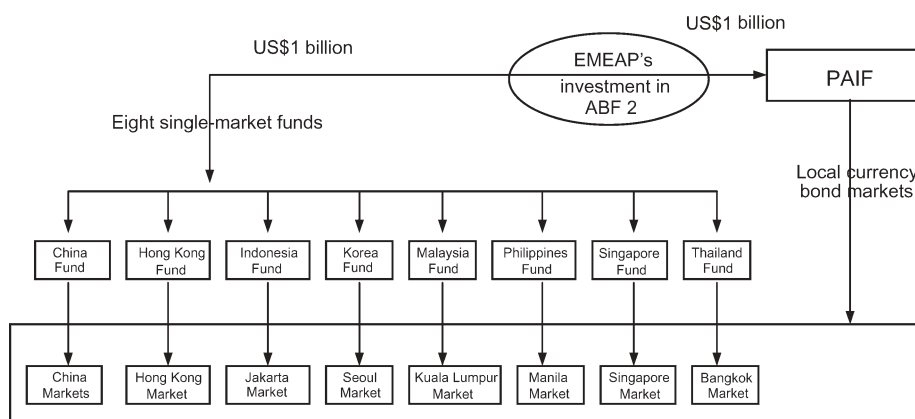 US$1 billion
US$1 billion
EMEAP's
investment in
ABF 2
PAIF
Eight single-market funds
Local currency
bond markets
China
Fund
Hong Kong
Fund
Indonesia
Fund
Korea
Fund
Malaysia
Fund
Philippines
Fund
Singapore
Fund
Thailand
Fund
China
Markets
Hong Kong
Market
Jakarta
Market
Seoul
Market
Kuala Lumpur
Market
Manila
Market
Singapore
Market
Bangkok
Market